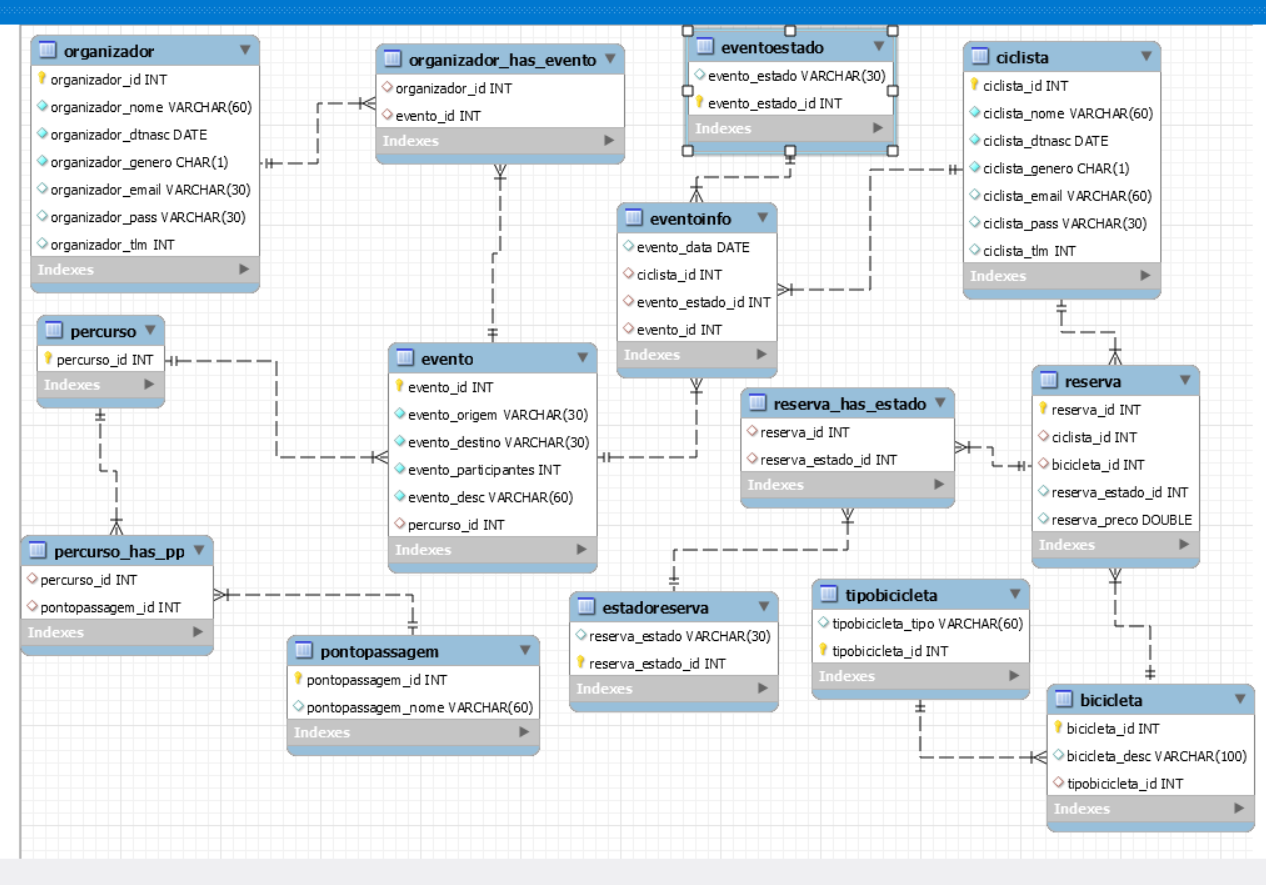 organizador
organizador_id INT
organizador_nome VARCHAR(60)
organizador_dtnasc DATE
organizador_genero CHAR(1)
organizador_email VARCHAR(30)
organizador_pass VARCHAR(30)
organizador_tlm INT
Indexes
organizador_has_evento
organizador_id INT
evento_id INT
Indexes
eventoestado
evento_estado VARCHAR(30)
evento_estado_id INT
Indexes
ciclista
ciclista_id INT
ciclista_nome VARCHAR(60)
ciclista_dtnasc DATE
ciclista_genero CHAR(1)
ciclista_email VARCHAR(60)
ciclista_pass VARCHAR(30)
ciclista_tlm INT
Indexes
eventoinfo
evento_data DATE
ciclista_id INT
evento_estado_id INT
evento_id INT
Indexes
percurso
percurso_id INT
Indexes
evento
evento_id INT
evento_origem VARCHAR(30)
evento_destino VARCHAR(30)
evento_participantes INT
evento_desc VARCHAR(60)
percurso_id INT
Indexes
reserva_has_estado
reserva_id INT
reserva_estado_id INT
Indexes
reserva
reserva_id INT
ciclista_id INT
bicicleta_id INT
reserva_estado_id INT
reserva_preco DOUBLE
Indexes
percurso_has_pp
percurso_id INT
pontopassagem_id INT
Indexes
pontopassagem
pontopassagem_id INT
pontopassagem_nome VARCHAR(60)
Indexes
estadoreserva
reserva_estado VARCHAR(30)
reserva_estado_id INT
Indexes
tipobicicleta
tipobicicleta_tipo VARCHAR(60)
tipobicicleta_id INT
Indexes
bicicleta
bicicleta_id INT
bicicleta_desc VARCHAR(100)
tipobicicleta_id INT
Indexes